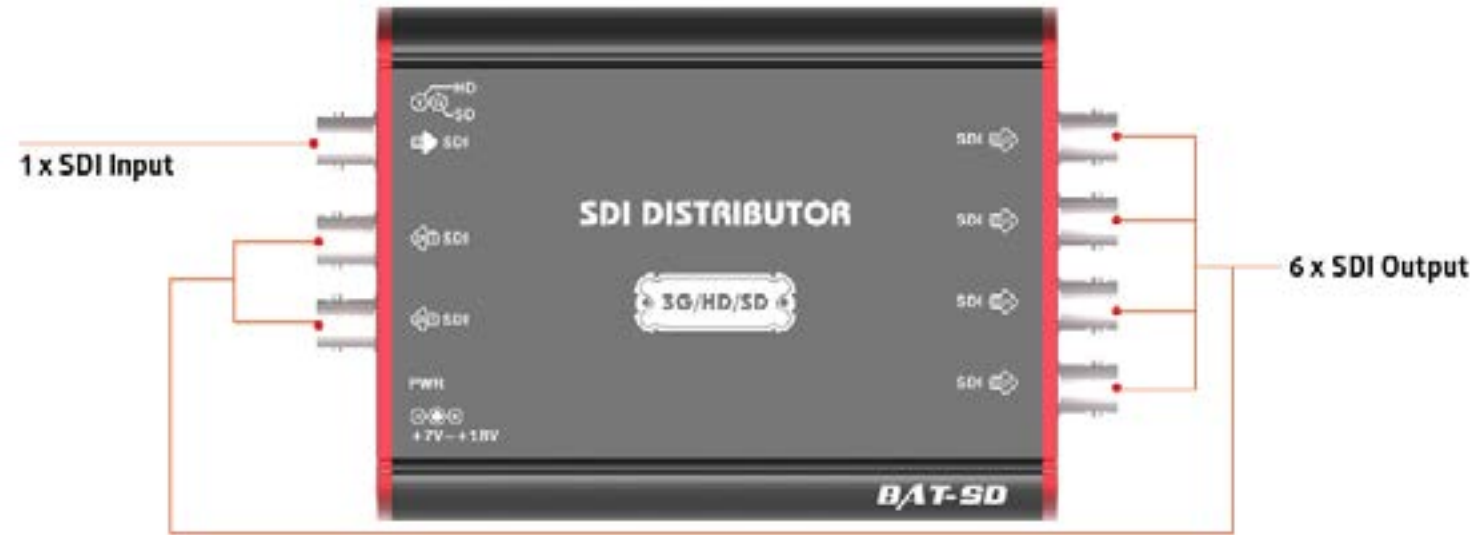 HD
SD
SDI
1 x SDI Input
SDI
SDI
PWR
+7V-+18V
SDI DISTRIBUTOR
3G/HD/SD
SDI
SDI
SDI
SDI
6 x SDI Output
BAT-SD